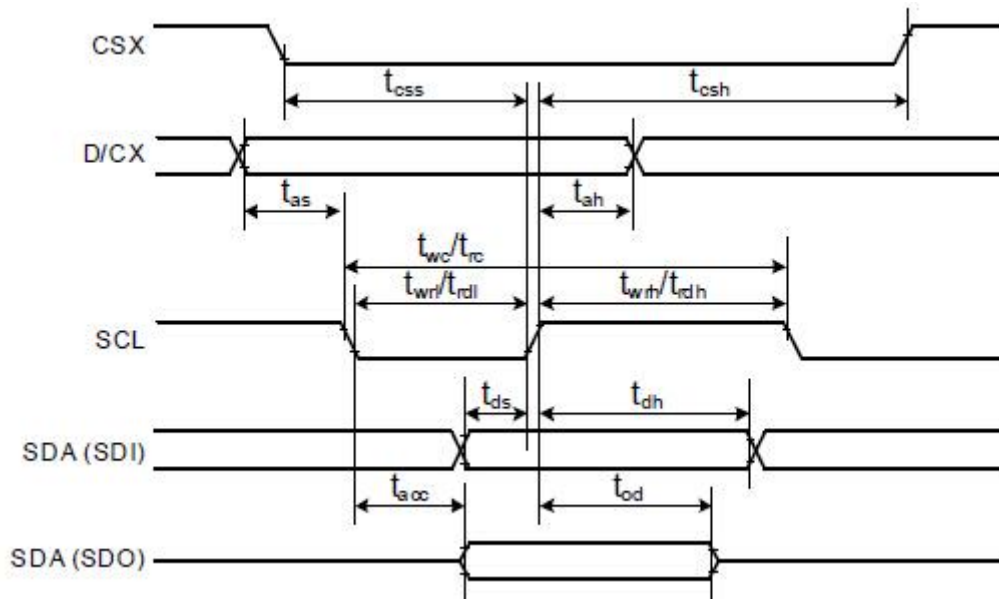 CSX
tcss tcsh
D/CX
tas tah
twc/trc
twrl/trdl twrh/trdh
SCL
tds tdh
SDA (SDI)
tacc tod
SDA (SDO)